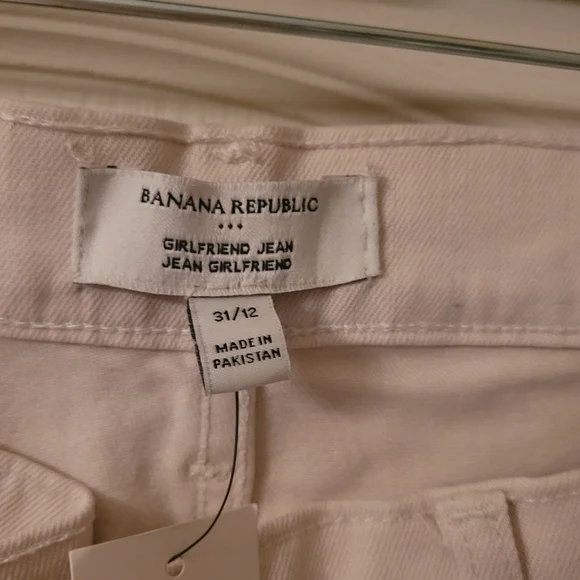 BANANA REPUBLIC
GIRLFRIEND JEAN
JEAN GIRLFRIEND
31/12
MADE IN
PAKISTAN